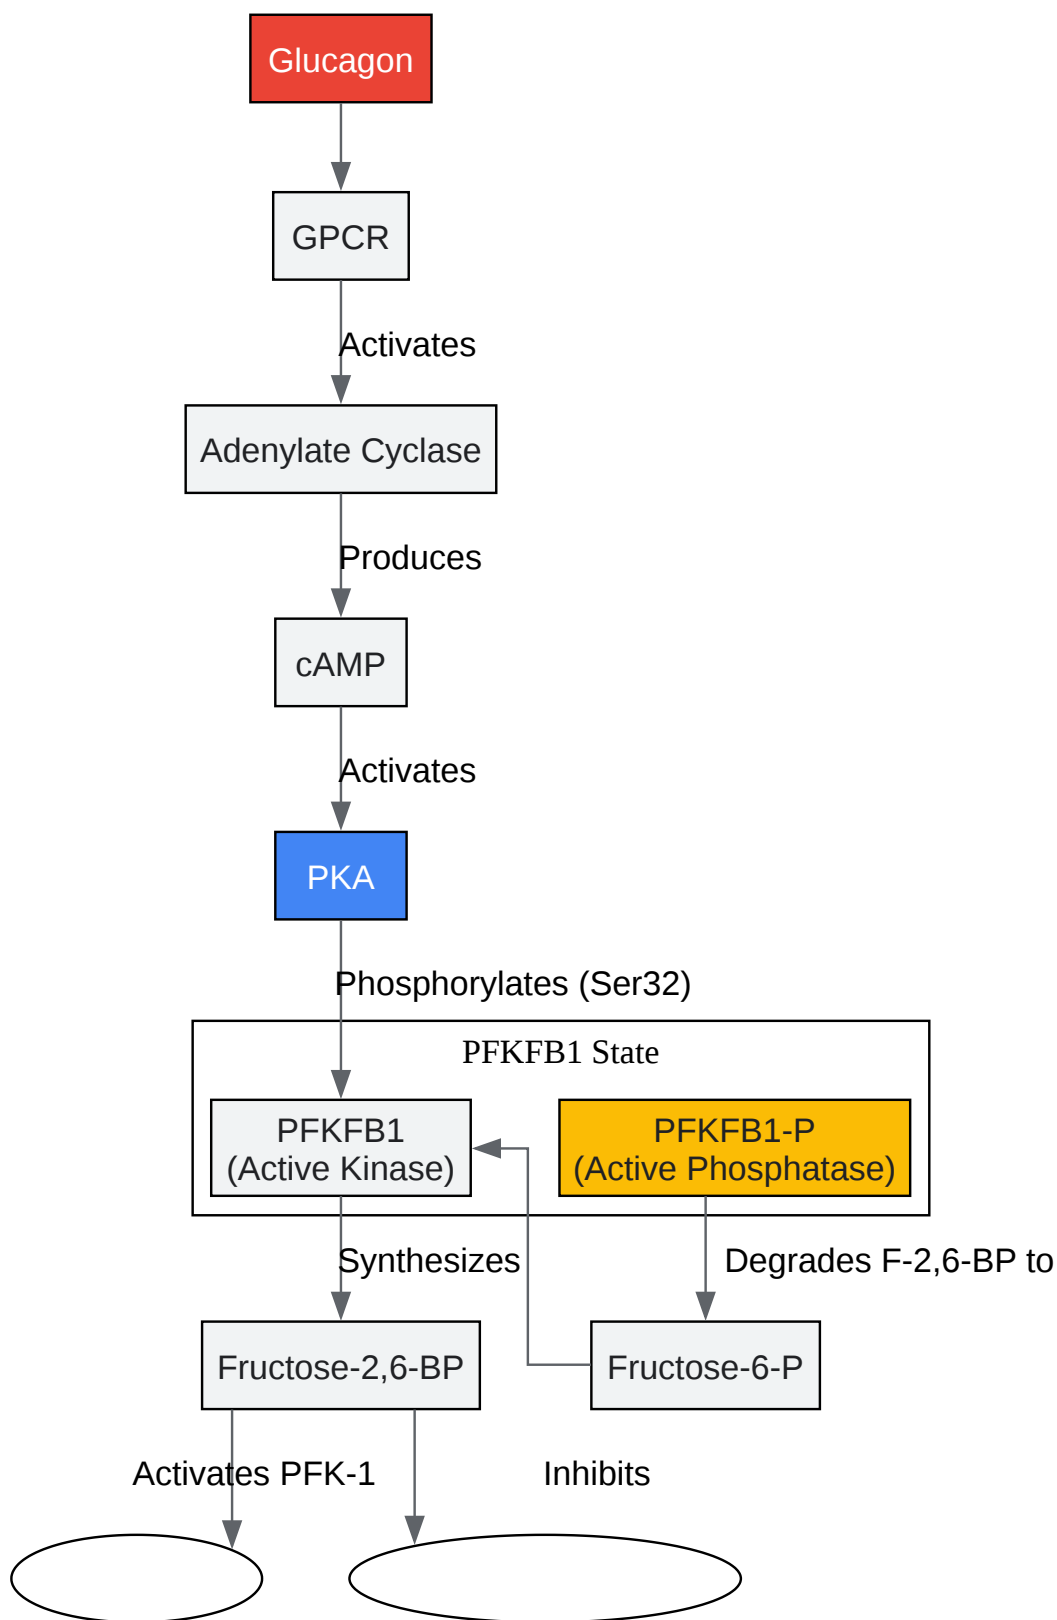 Glucagon
GPCR
Activates
Adenylate Cyclase
Produces
cAMP
Activates
PKA
Phosphorylates (Ser32)
PFKFB1 State
PFKFB1
(Active Kinase)
PFKFB1-P
(Active Phosphatase)
Synthesizes
Degrades F-2,6-BP to
Fructose-2,6-BP
Fructose-6-P
Activates PFK-1
Inhibits